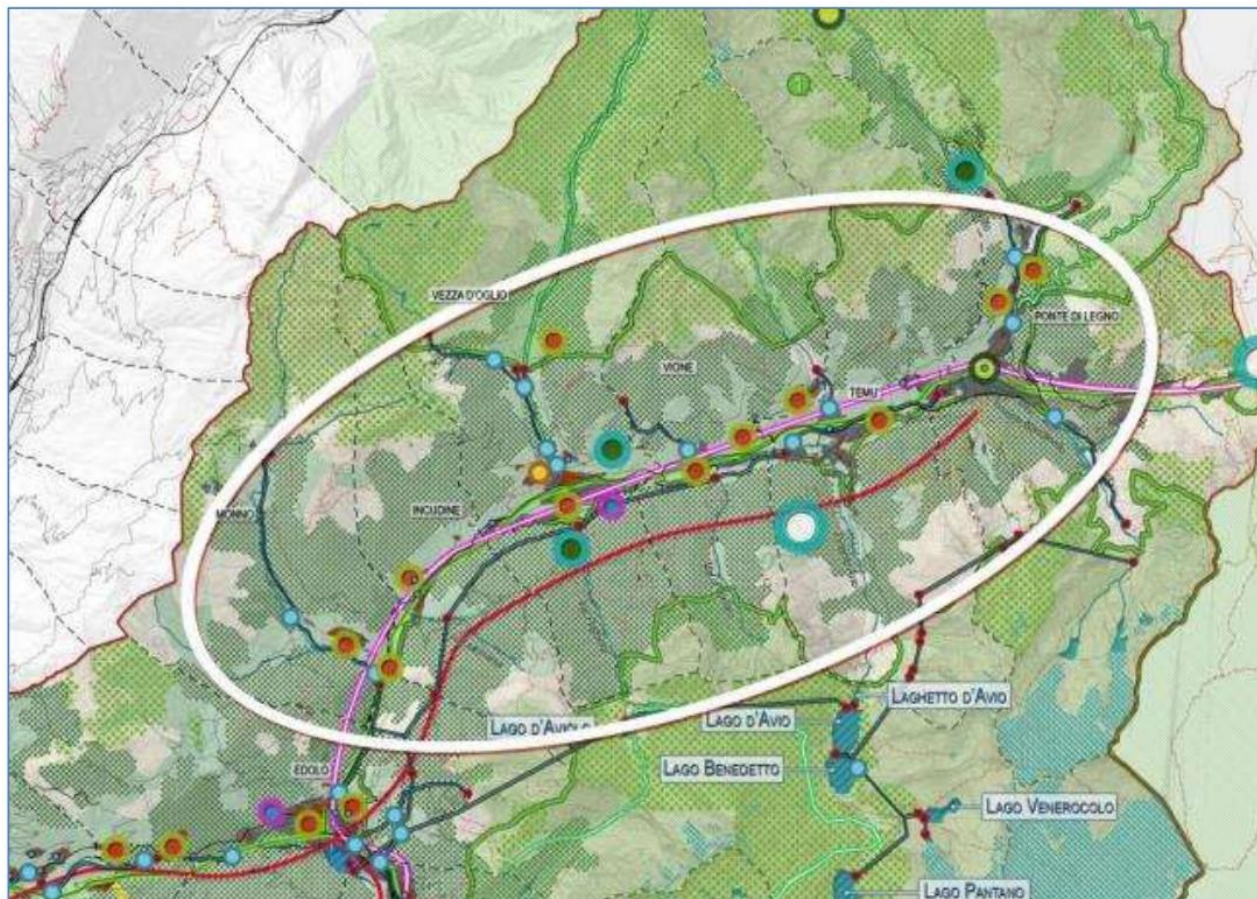 VEZZA D'OGLIO
PONTE DI LEGNO
VIONE
TEMU'
MONNO
INCUDINE
LAGHETTO D'AVIO
LAGO D'AVIOLO
LAGO D'AVIO
EDOLO
LAGO BENEDETTO
LAGO VENEROCOLO
LAGO PANTANO